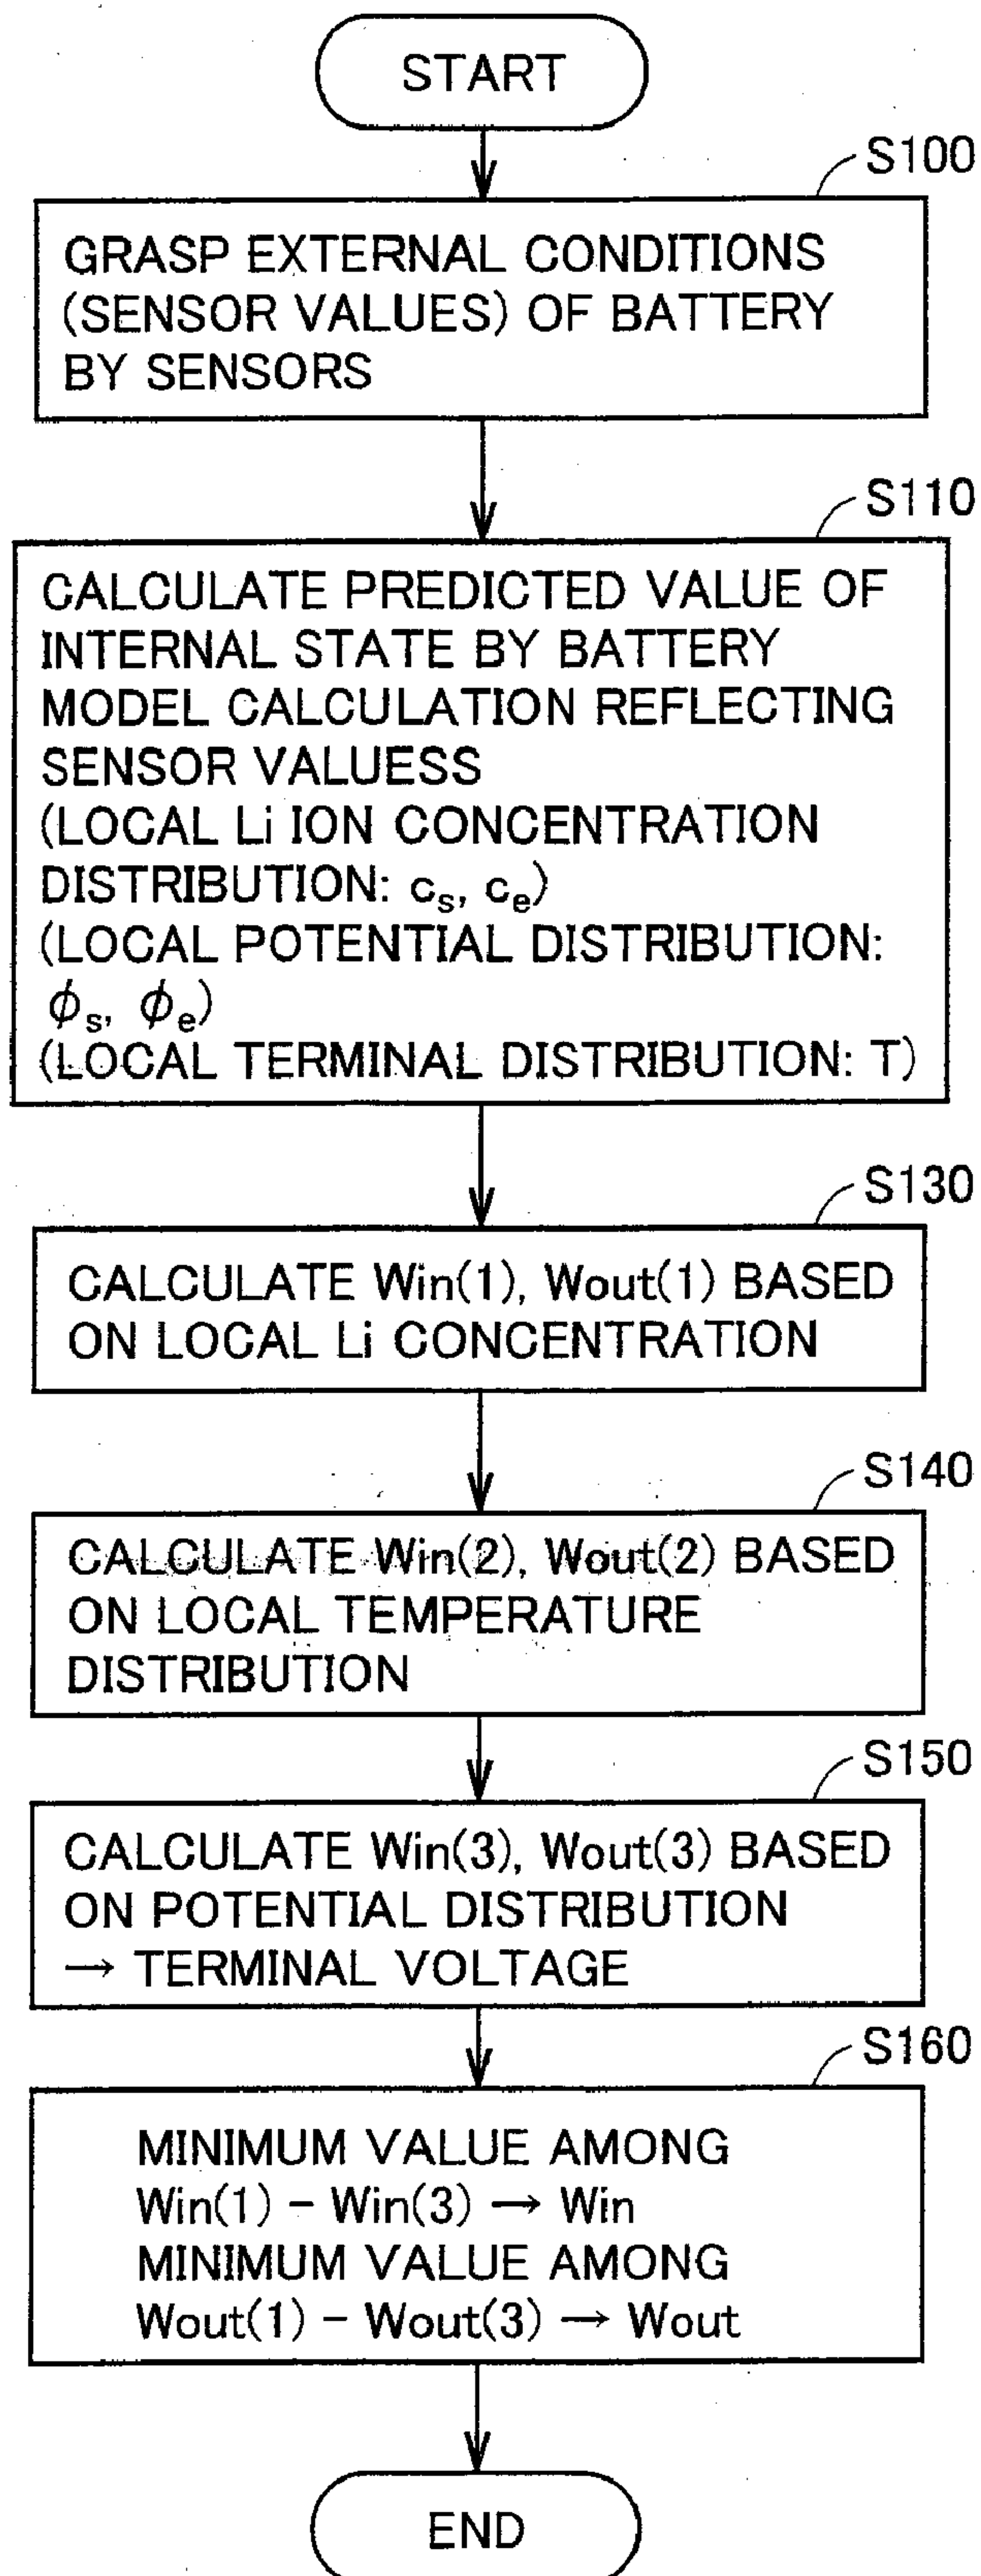 START
S100
GRASP EXTERNAL CONDITIONS
(SENSOR VALUES) OF BATTERY
BY SENSORS
S110
CALCULATE PREDICTED VALUE OF
INTERNAL STATE BY BATTERY
MODEL CALCULATION REFLECTING
SENSOR VALUESS
(LOCAL Li ION CONCENTRATION
DISTRIBUTION: cs, ce)
(LOCAL POTENTIAL DISTRIBUTION:
ϕs, ϕe)
(LOCAL TERMINAL DISTRIBUTION: T)
S130
CALCULATE Win(1), Wout(1) BASED
ON LOCAL Li CONCENTRATION
S140
CALCULATE Win(2), Wout(2) BASED
ON LOCAL TEMPERATURE
DISTRIBUTION
S150
CALCULATE Win(3), Wout(3) BASED
ON POTENTIAL DISTRIBUTION
→ TERMINAL VOLTAGE
S160
MINIMUM VALUE AMONG
Win(1) − Win(3) → Win
MINIMUM VALUE AMONG
Wout(1) − Wout(3) → Wout
END